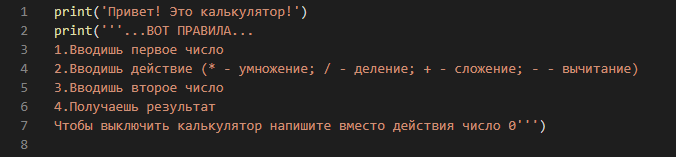 1 print('Привет! Это калькулятор!')
2 print('''...ВОТ ПРАВИЛА...
3 1.Вводишь первое число
4 2.Вводишь действие (* - умножение; / - деление; + - сложение; - - вычитание)
5 3.Вводишь второе число
6 4.Получаешь результат
7 Чтобы выключить калькулятор напишите вместо действия число 0''')
8